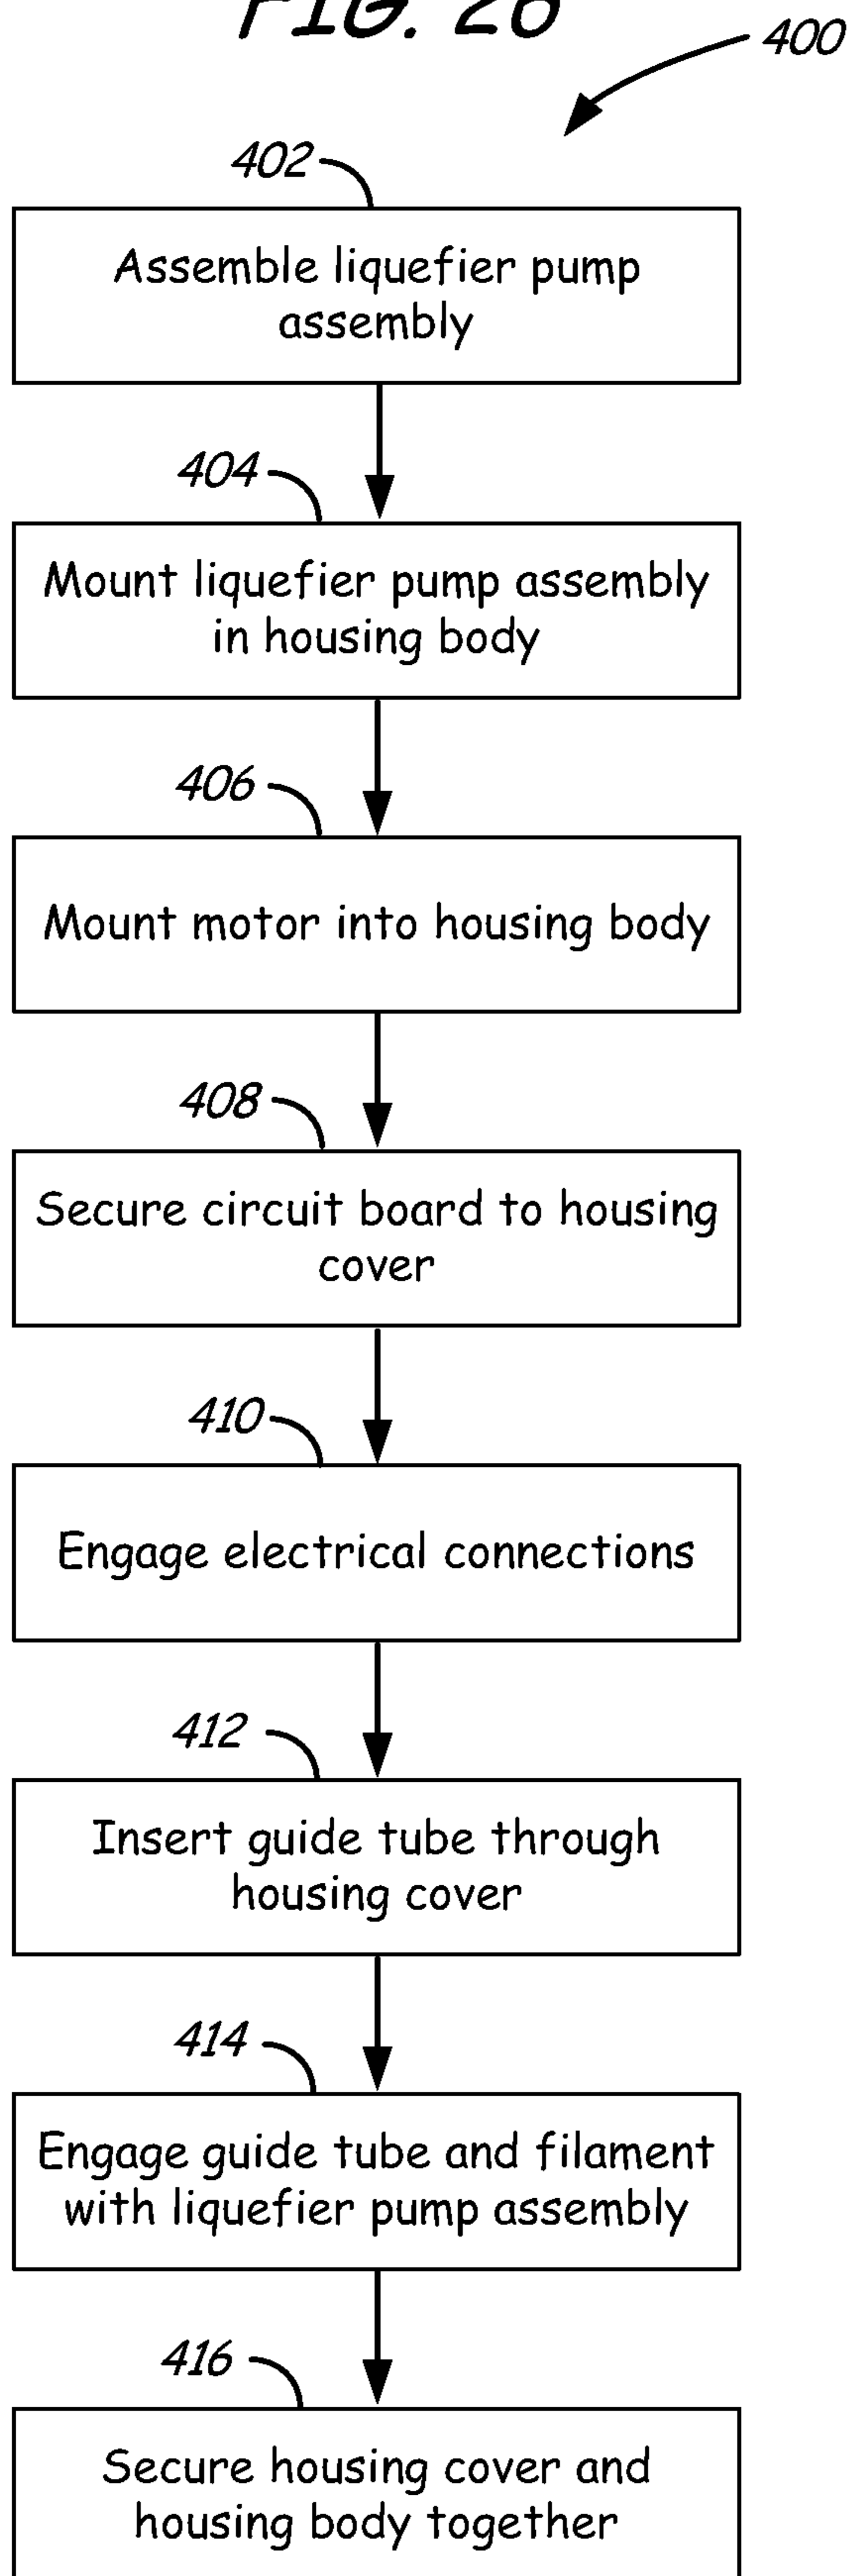 FIG. 26
400
402
Assemble liquefier pump
assembly
404
Mount liquefier pump assembly
in housing body
406
Mount motor into housing body
408
Secure circuit board to housing
cover
410
Engage electrical connections
412
Insert guide tube through
housing cover
414
Engage guide tube and filament
with liquefier pump assembly
416
Secure housing cover and
housing body together